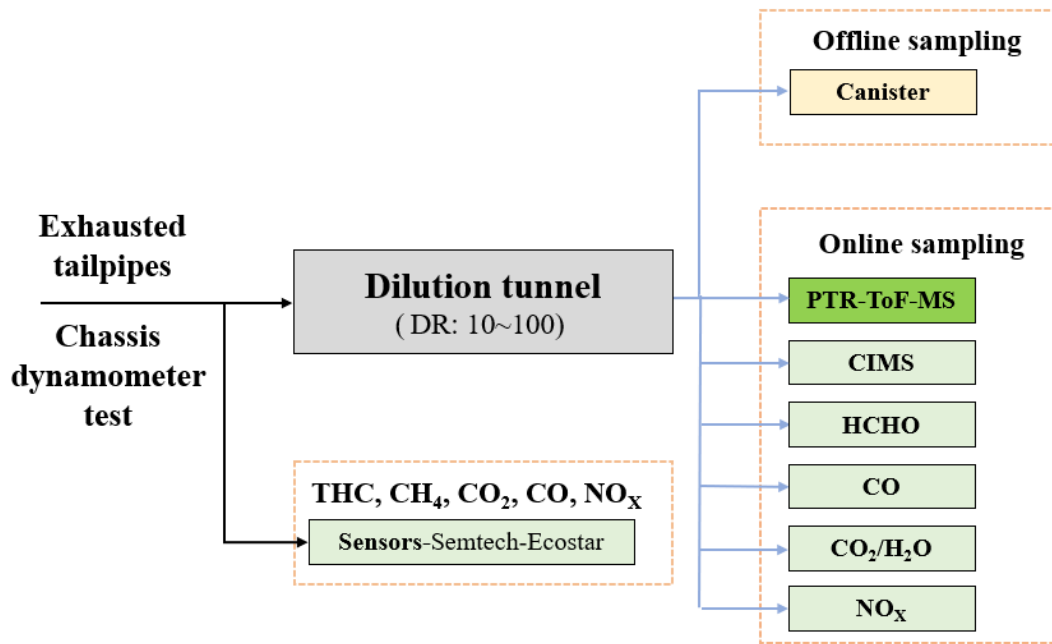 Offline sampling
Canister
Exhausted
tailpipes
Chassis
dynamometer
test
Dilution tunnel
( DR: 10~100)
Online sampling
PTR-ToF-MS
CIMS
HCHO
CO
CO₂/H₂O
NOX
THC, CH₄, CO₂, CO, NOX
Sensors-Semtech-Ecostar